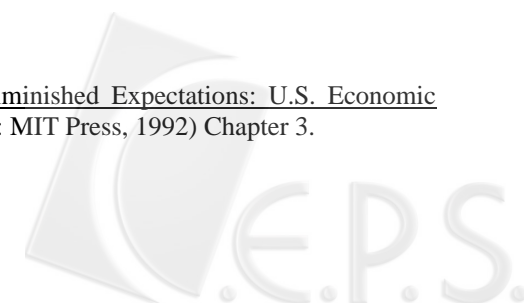 minished Expectations: U.S. Economic
: MIT Press, 1992) Chapter 3.
C.E.P.S.